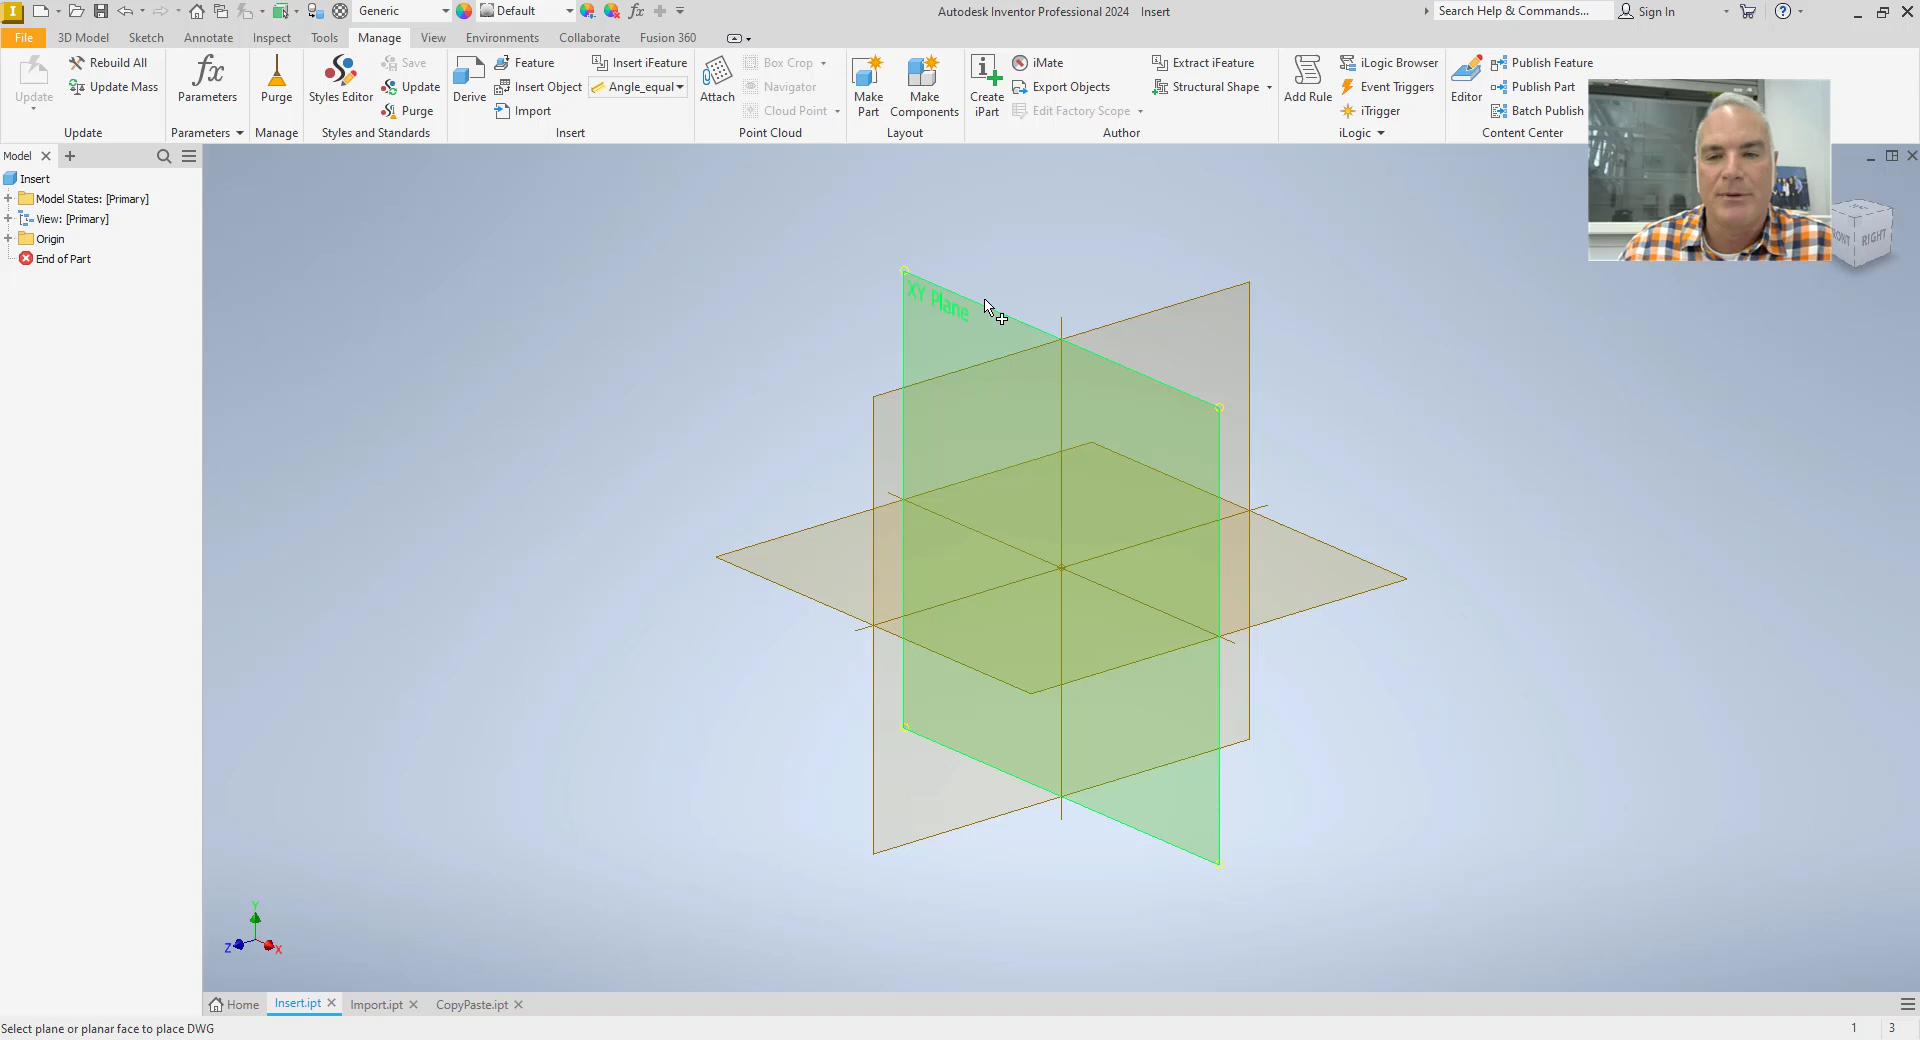 Generic
Default
fx
Autodesk Inventor Professional 2024 Insert
Search Help & Commands...
Sign In
File 3D Model Sketch Annotate Inspect Tools Manage View Environments Collaborate Fusion 360
Update
Rebuild All
Update Mass
Update
fx
Parameters
Parameters
Purge
Manage
Styles Editor
Save
Update
Purge
Styles and Standards
Derive
Feature
Insert Object
Import
Insert iFeature
Angle_equal
Insert
Attach
Box Crop
Navigator
Cloud Point
Point Cloud
Make Part
Make Components
Layout
Create iPart
iMate
Export Objects
Edit Factory Scope
Extract iFeature
Structural Shape
Author
Add Rule
iLogic Browser
Event Triggers
iTrigger
iLogic
Editor
Publish Feature
Publish Part
Batch Publish
Content Center
Model
Insert
Model States: [Primary]
View: [Primary]
Origin
End of Part
XY Plane
RIGHT
Y
Z
X
Home Insert.ipt Import.ipt CopyPaste.ipt
Select plane or planar face to place DWG
1 3